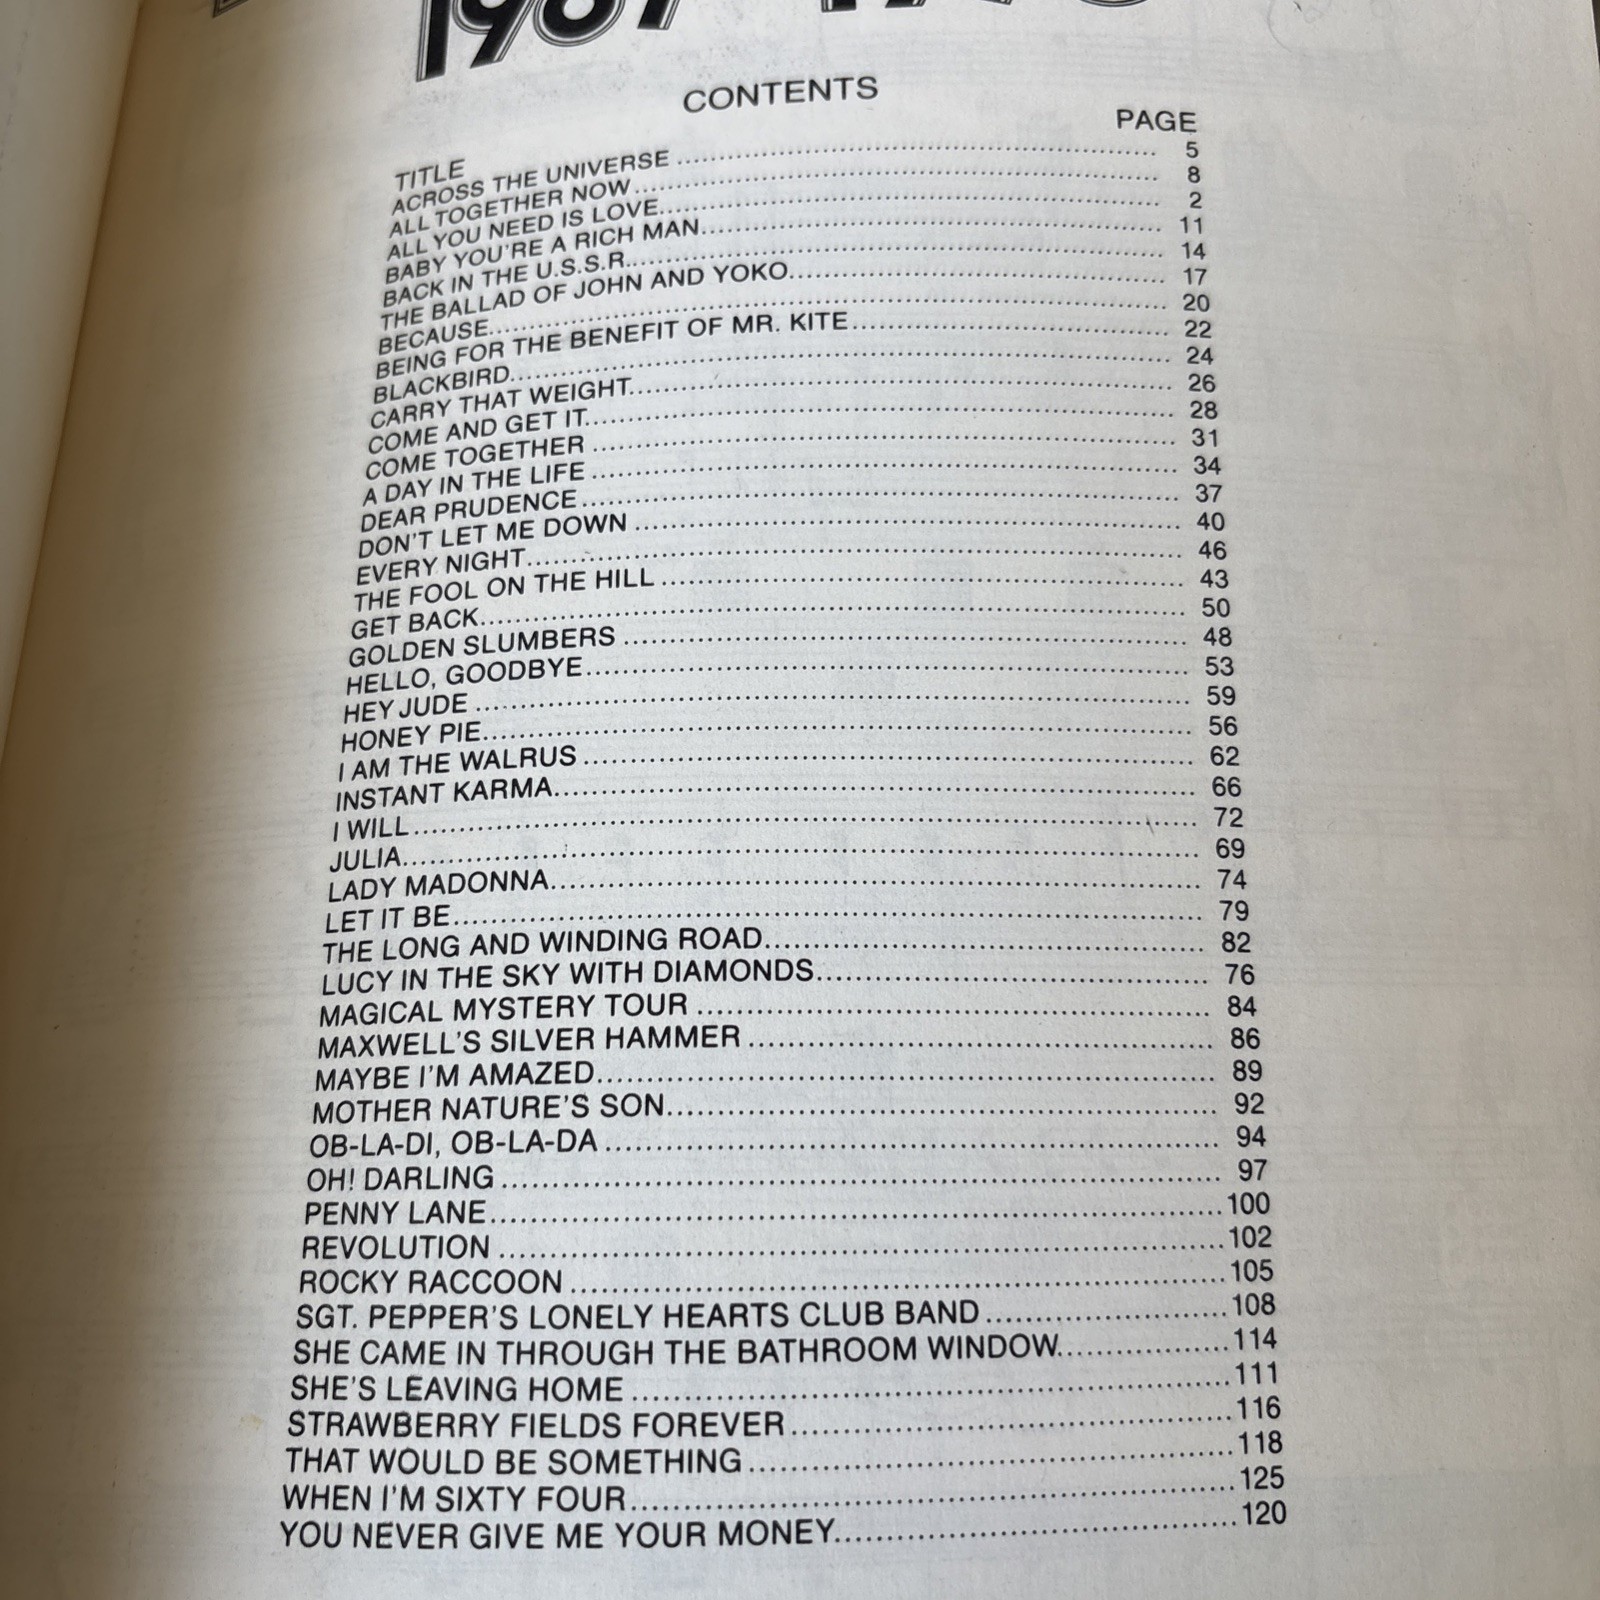 1967
CONTENTS
TITLE PAGE
ACROSS THE UNIVERSE 5
ALL TOGETHER NOW 8
ALL YOU NEED IS LOVE 2
BABY YOU'RE A RICH MAN 11
BACK IN THE U.S.S.R. 14
THE BALLAD OF JOHN AND YOKO 17
BECAUSE 20
BEING FOR THE BENEFIT OF MR. KITE 22
BLACKBIRD 24
CARRY THAT WEIGHT 26
COME AND GET IT 28
COME TOGETHER 31
A DAY IN THE LIFE 34
DEAR PRUDENCE 37
DON'T LET ME DOWN 40
EVERY NIGHT 46
THE FOOL ON THE HILL 43
GET BACK 50
GOLDEN SLUMBERS 48
HELLO, GOODBYE 53
HEY JUDE 59
HONEY PIE 56
I AM THE WALRUS 62
INSTANT KARMA 66
I WILL 72
JULIA 69
LADY MADONNA 74
LET IT BE 79
THE LONG AND WINDING ROAD 82
LUCY IN THE SKY WITH DIAMONDS 76
MAGICAL MYSTERY TOUR 84
MAXWELL'S SILVER HAMMER 86
MAYBE I'M AMAZED 89
MOTHER NATURE'S SON 92
OB-LA-DI, OB-LA-DA 94
OH! DARLING 97
PENNY LANE 100
REVOLUTION 102
ROCKY RACCOON 105
SGT. PEPPER'S LONELY HEARTS CLUB BAND 108
SHE CAME IN THROUGH THE BATHROOM WINDOW 114
SHE'S LEAVING HOME 111
STRAWBERRY FIELDS FOREVER 116
THAT WOULD BE SOMETHING 118
WHEN I'M SIXTY FOUR 125
YOU NEVER GIVE ME YOUR MONEY 120